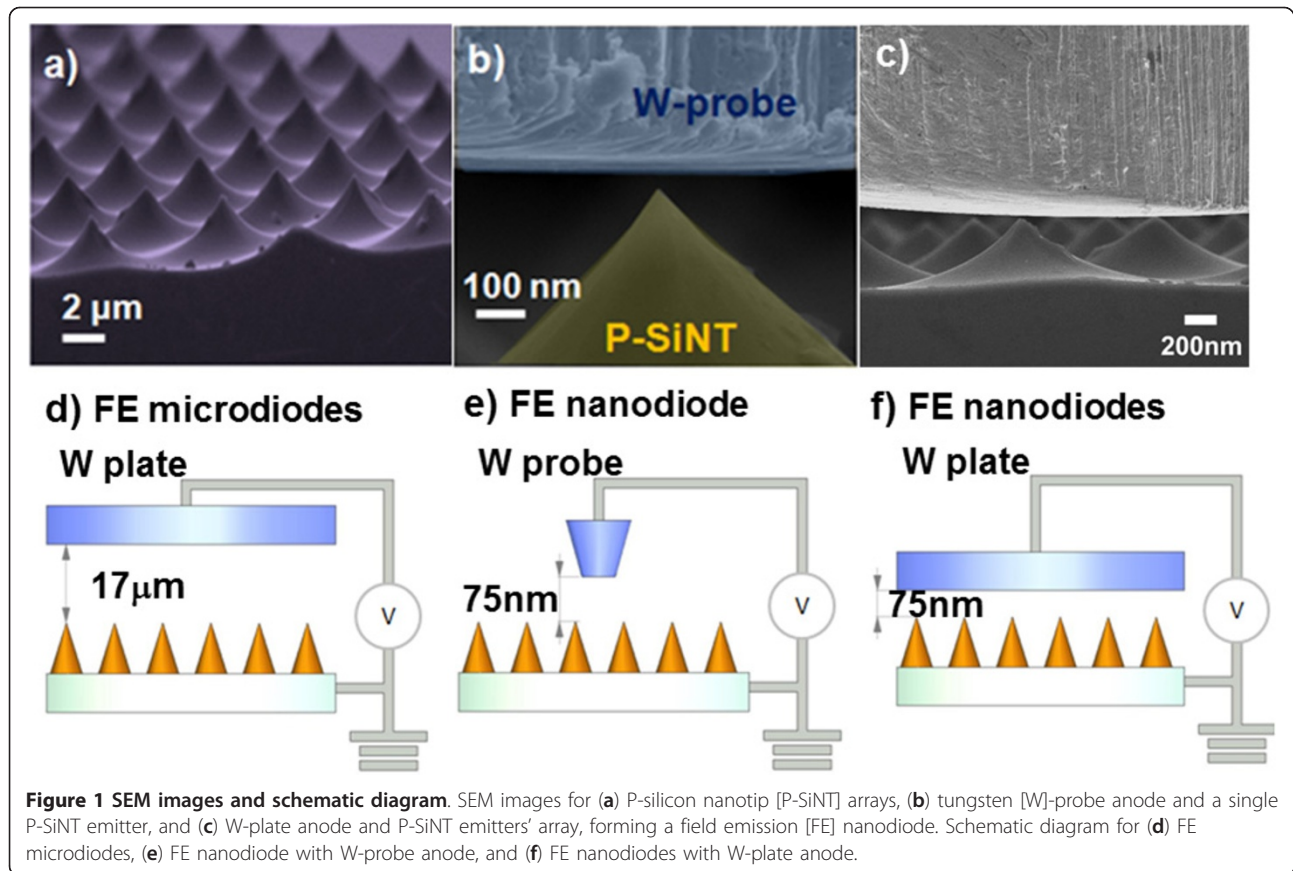 a)
2 μm
b)
W-probe
100 nm
P-SiNT
c)
200nm
d) FE microdiodes
W plate
17μm
V
e) FE nanodiode
W probe
75nm
V
f) FE nanodiodes
W plate
75nm
V
Figure 1 SEM images and schematic diagram. SEM images for (a) P-silicon nanotip [P-SiNT] arrays, (b) tungsten [W]-probe anode and a single
P-SiNT emitter, and (c) W-plate anode and P-SiNT emitters' array, forming a field emission [FE] nanodiode. Schematic diagram for (d) FE
microdiodes, (e) FE nanodiode with W-probe anode, and (f) FE nanodiodes with W-plate anode.